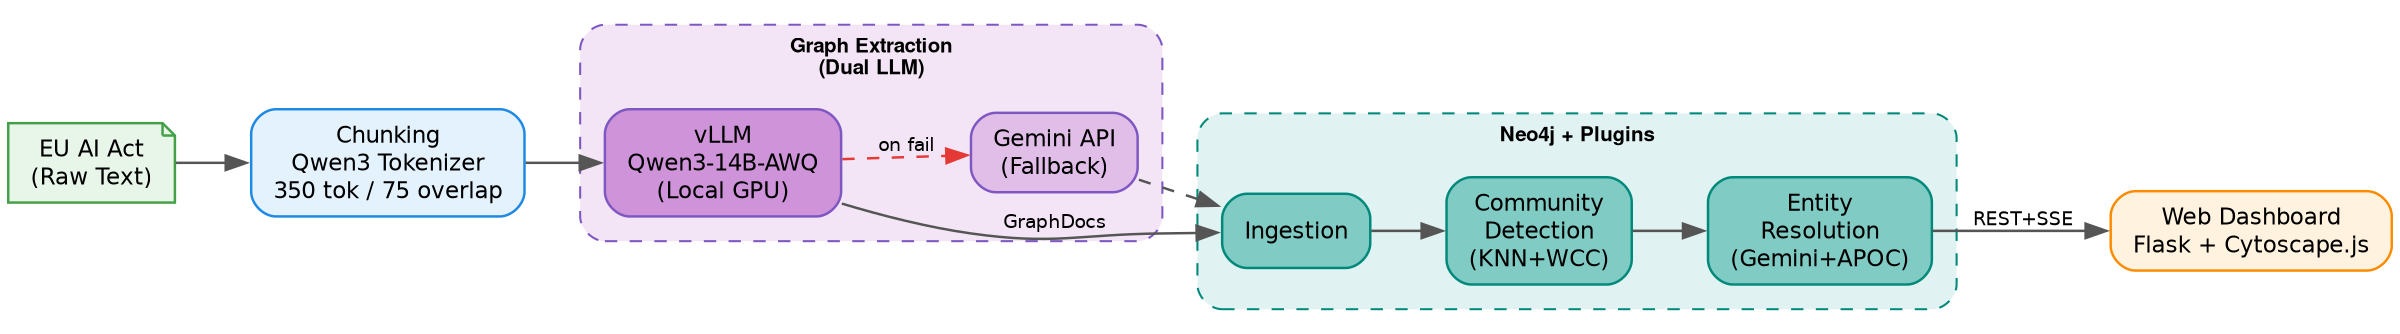 EU AI Act
(Raw Text)
Chunking
Qwen3 Tokenizer
350 tok / 75 overlap
Graph Extraction
(Dual LLM)
vLLM
Qwen3-14B-AWQ
(Local GPU)
on fail
Gemini API
(Fallback)
GraphDocs
Neo4j + Plugins
Ingestion
Community
Detection
(KNN+WCC)
Entity
Resolution
(Gemini+APOC)
REST+SSE
Web Dashboard
Flask + Cytoscape.js